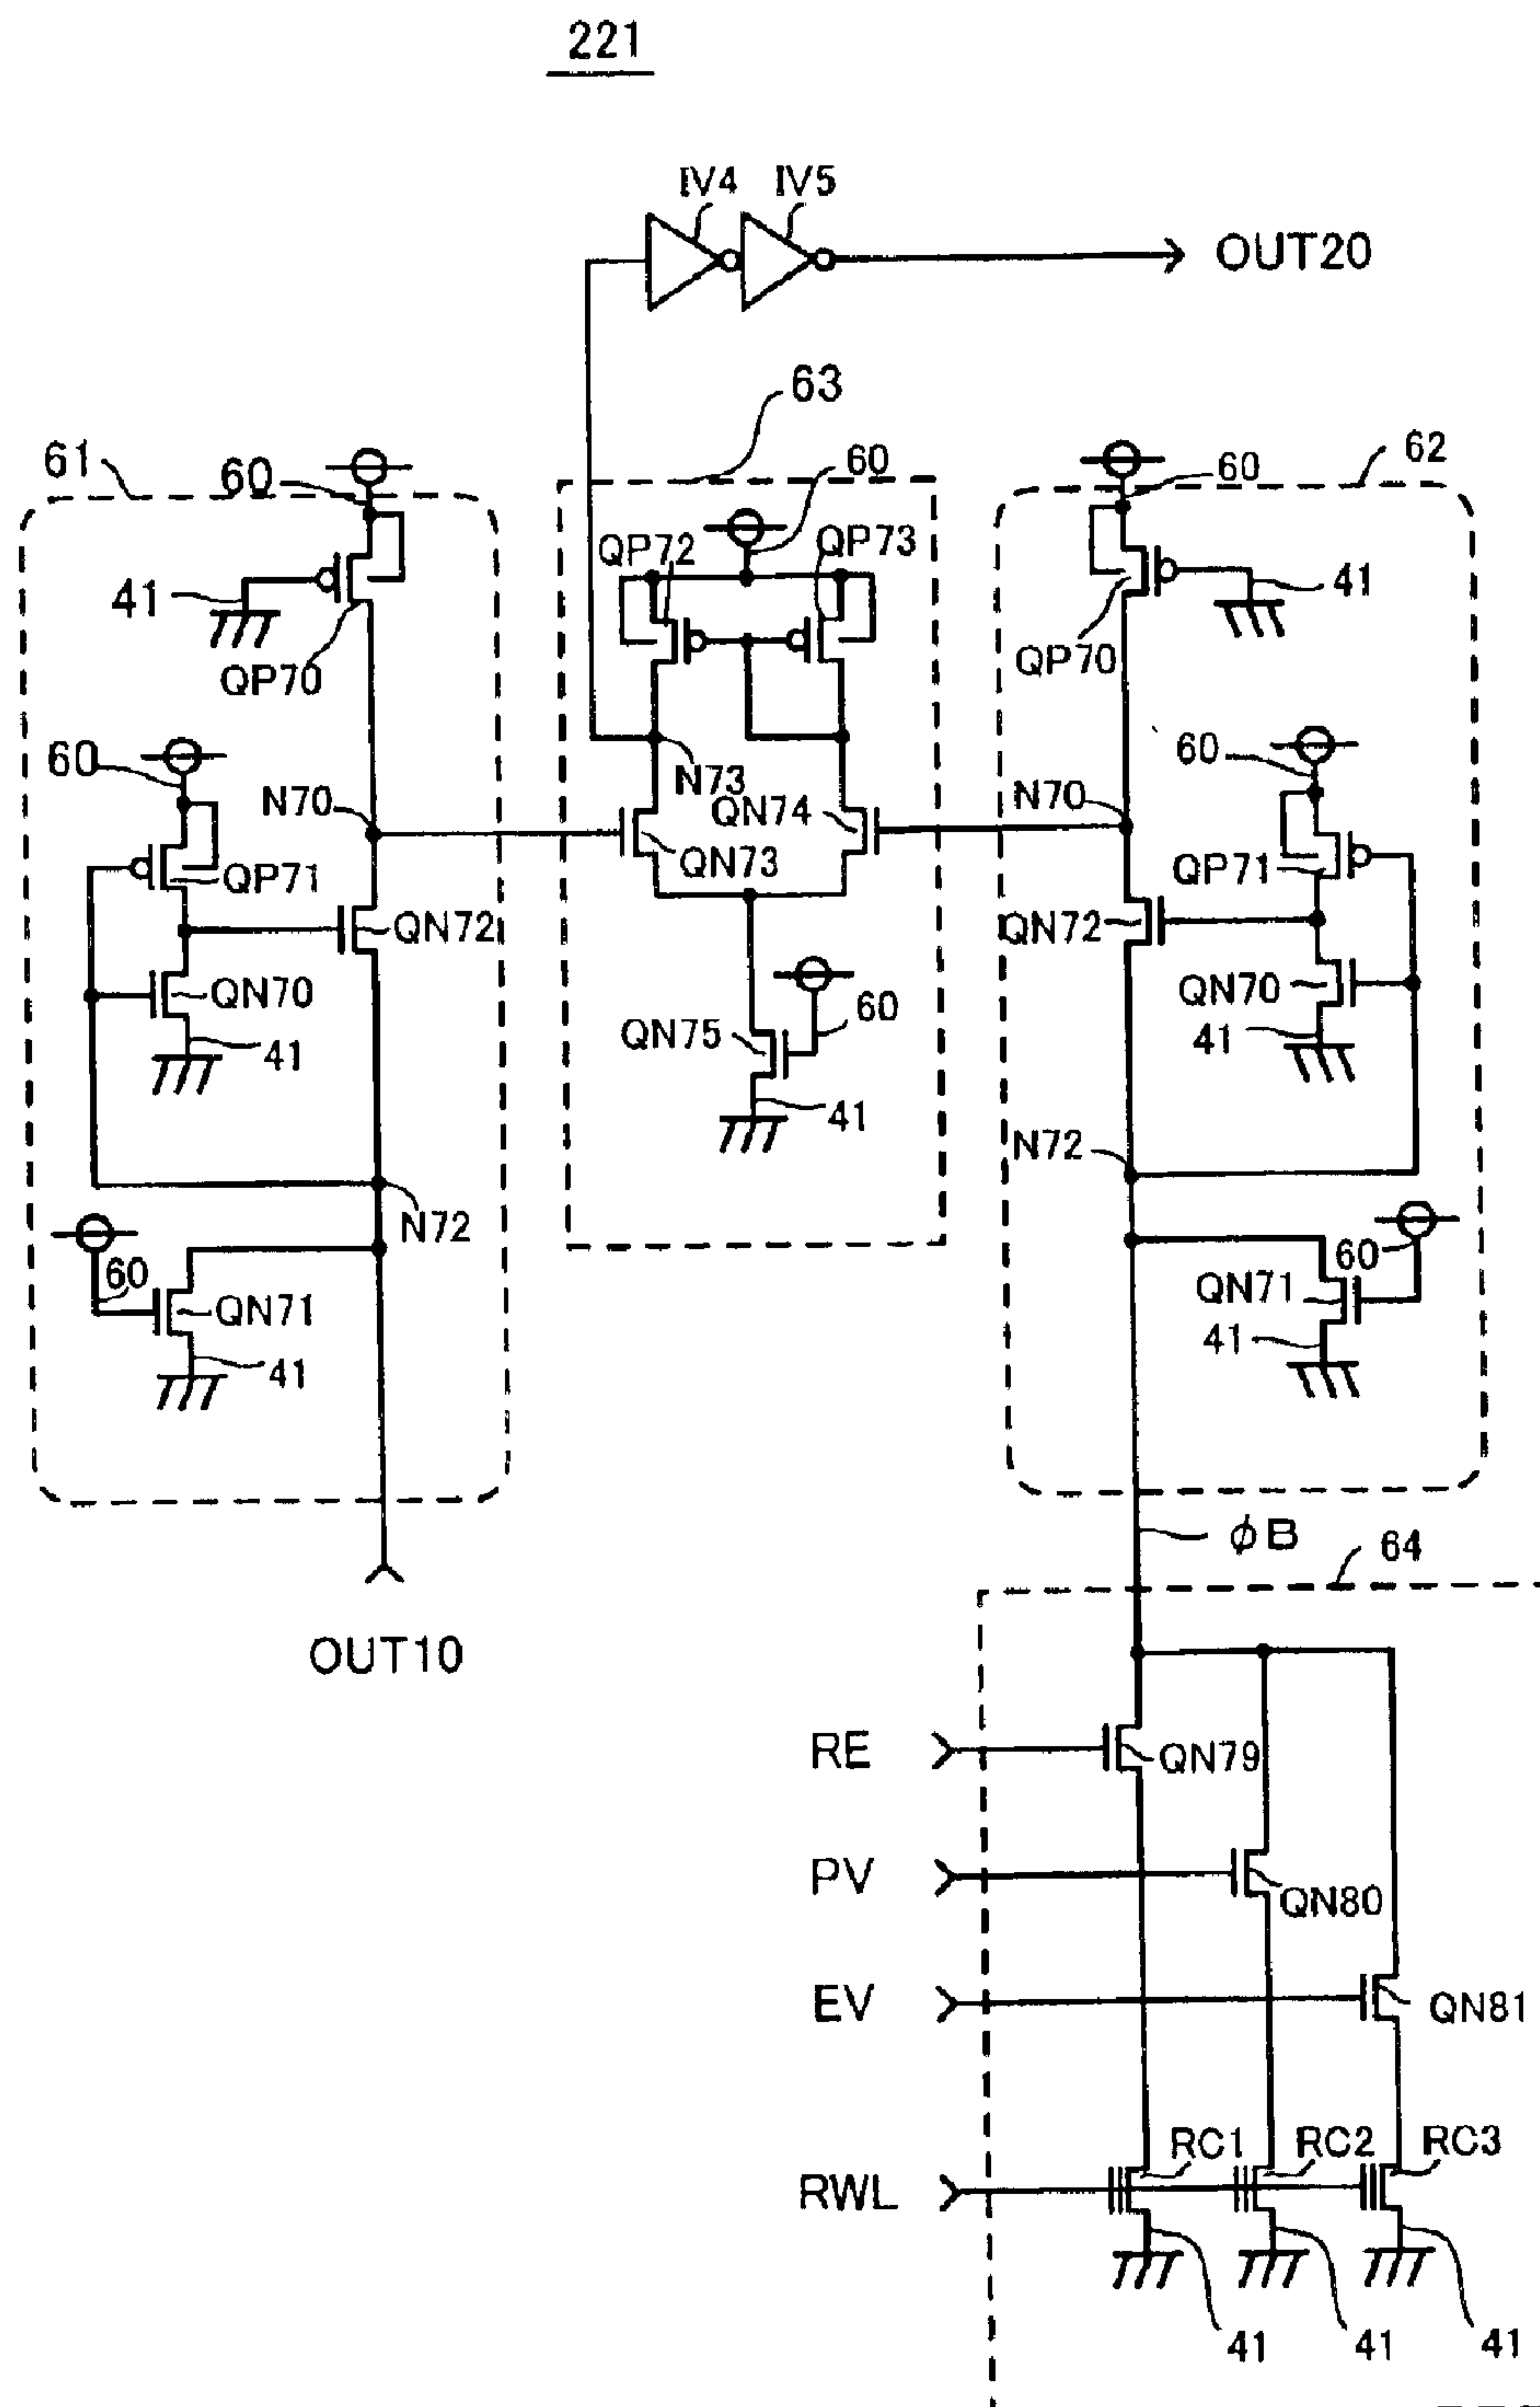 221
IV4 IV5
OUT20
63
61 60 60 60 62
QP72 QP73
41 41
QP70 QP70
60 60
N70 N73 QN74 N70
QP71 QN73 QP71
QN72 QN72
QN70 QN70
60
QN75
41 41
41
N72
N72
60 60
QN71 QN71
41 41
φB
64
OUT10
RE QN79
PV QN80
EV QN81
RC1 RC2 RC3
RWL
41 41 41